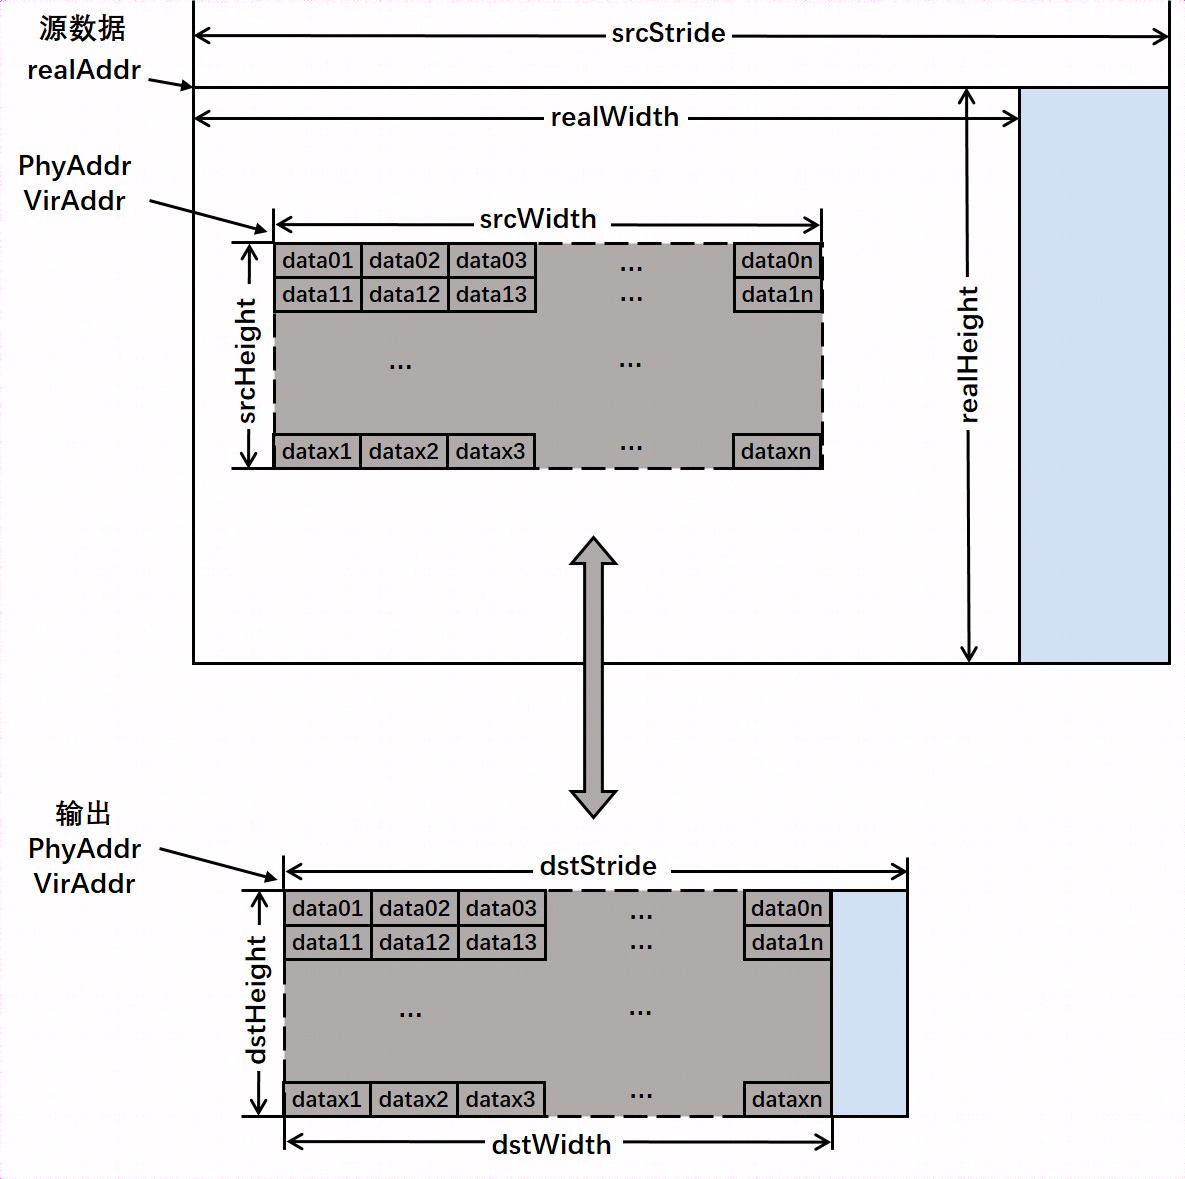 源数据
realAddr
srcStride
realWidth
PhyAddr
VirAddr
srcWidth
data01 data02 data03 ... data0n
data11 data12 data13 ... data1n
... ...
datax1 datax2 datax3 ... dataxn
srcHeight
realHeight
输出
PhyAddr
VirAddr
dstStride
data01 data02 data03 ... data0n
data11 data12 data13 ... data1n
... ...
datax1 datax2 datax3 ... dataxn
dstHeight
dstWidth